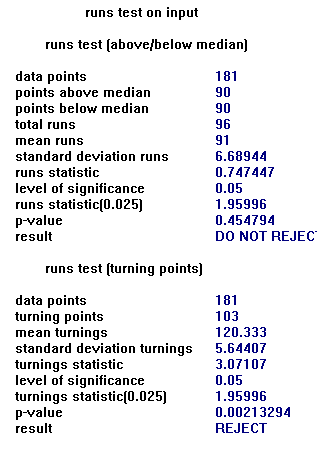 runs test on input
runs test (above/below median)
data points 181
points above median 90
points below median 90
total runs 96
mean runs 91
standard deviation runs 6.68944
runs statistic 0.747447
level of significance 0.05
runs statistic(0.025) 1.95996
p-value 0.454794
result DO NOT REJEC
runs test (turning points)
data points 181
turning points 103
mean turnings 120.333
standard deviation turnings 5.64407
turnings statistic 3.07107
level of significance 0.05
turnings statistic(0.025) 1.95996
p-value 0.00213294
result REJECT